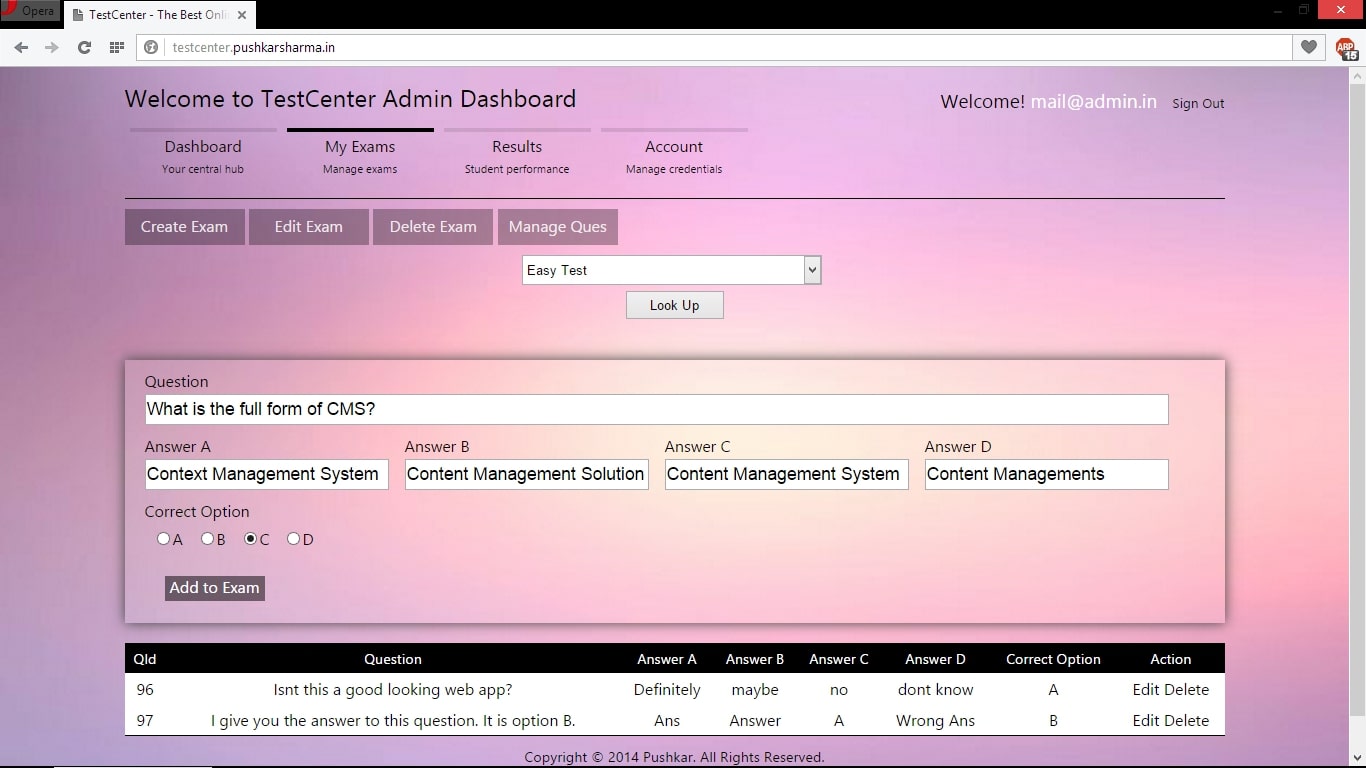 Opera
TestCenter - The Best Onli
testcenter.pushkarsharma.in
ABP
15
Welcome to TestCenter Admin Dashboard
Welcome! mail@admin.in Sign Out
Dashboard My Exams Results Account
Your central hub Manage exams Student performance Manage credentials
Create Exam Edit Exam Delete Exam Manage Ques
Easy Test
Look Up
Question
What is the full form of CMS?
Answer A Answer B Answer C Answer D
Context Management System Content Management Solution Content Management System Content Managements
Correct Option
A B C D
Add to Exam
QId Question Answer A Answer B Answer C Answer D Correct Option Action
96 Isnt this a good looking web app? Definitely maybe no dont know A Edit Delete
97 I give you the answer to this question. It is option B. Ans Answer A Wrong Ans B Edit Delete
Copyright © 2014 Pushkar. All Rights Reserved.